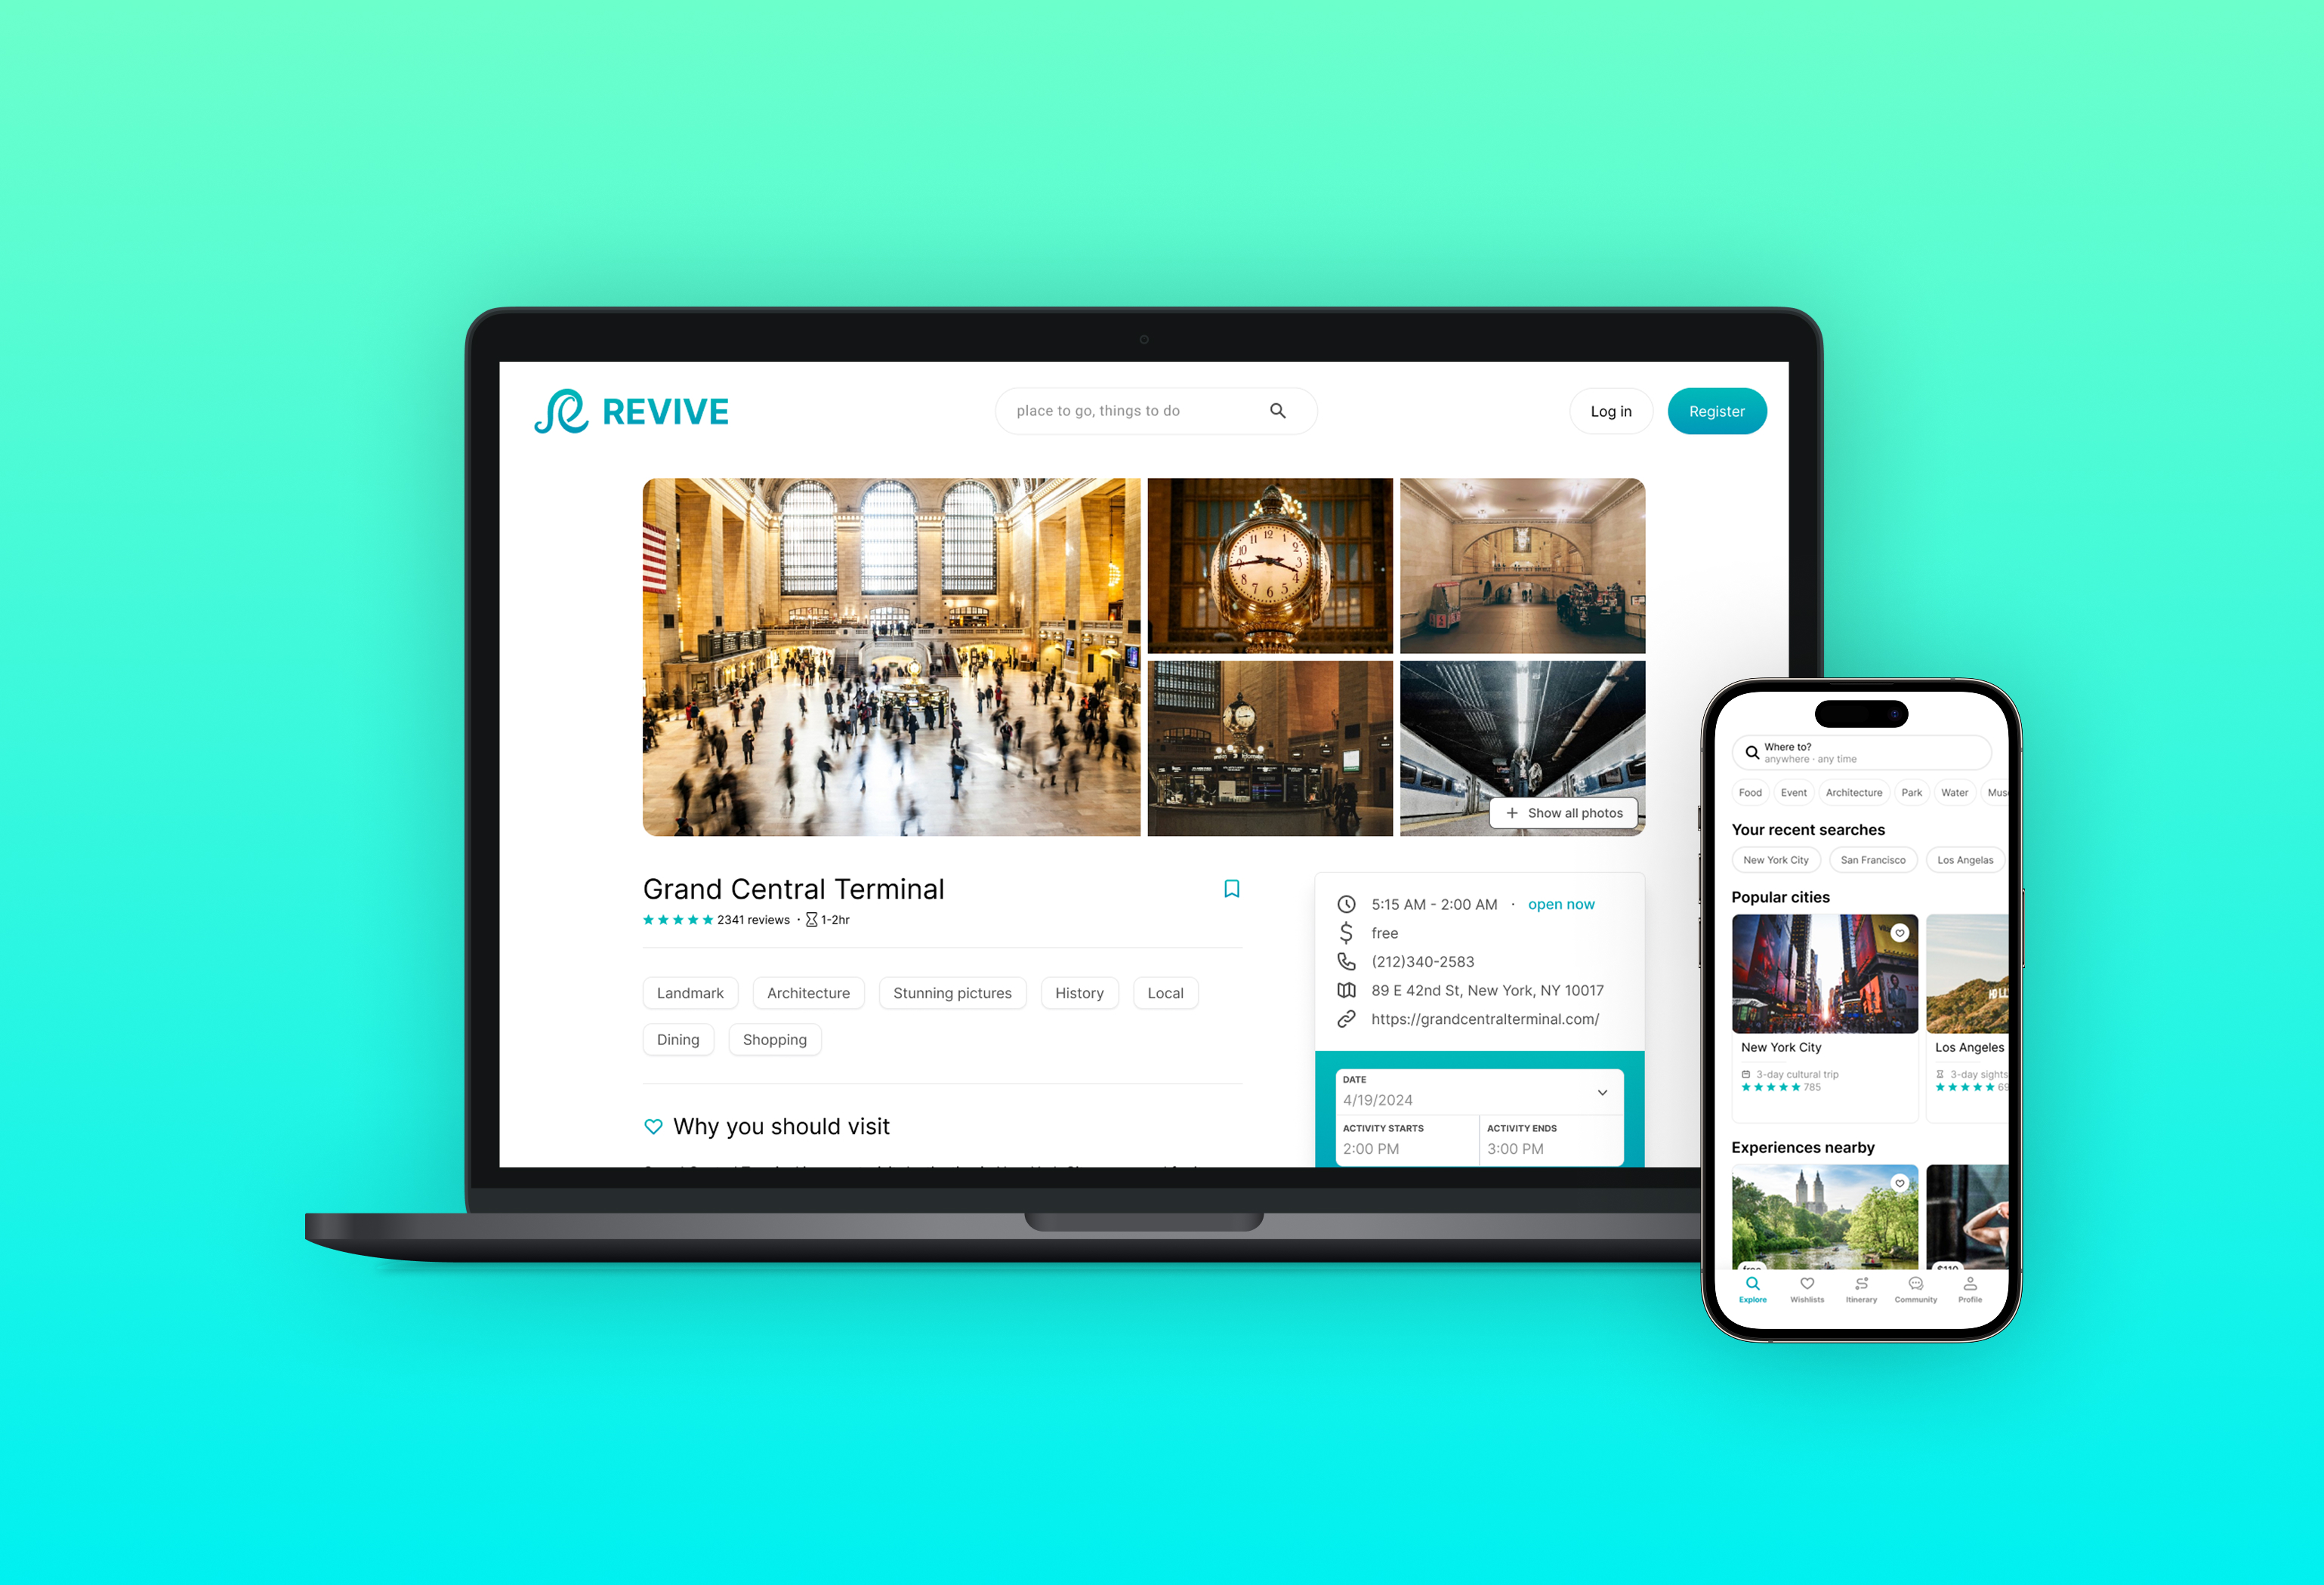 REVIVE
place to go, things to do
Log in
Register
Show all photos
Grand Central Terminal
2341 reviews · 1-2hr
Landmark
Architecture
Stunning pictures
History
Local
Dining
Shopping
Why you should visit
5:15 AM - 2:00 AM · open now
free
(212)340-2583
89 E 42nd St, New York, NY 10017
https://grandcentralterminal.com/
DATE
4/19/2024
ACTIVITY STARTS
2:00 PM
ACTIVITY ENDS
3:00 PM
Where to?
anywhere · any time
Food
Event
Architecture
Park
Water
Your recent searches
New York City
San Francisco
Los Angelas
Popular cities
New York City
3-day cultural trip
785
Los Angeles
3-day sights
Experiences nearby
free
$110
Explore
Wishlists
Itinerary
Community
Profile